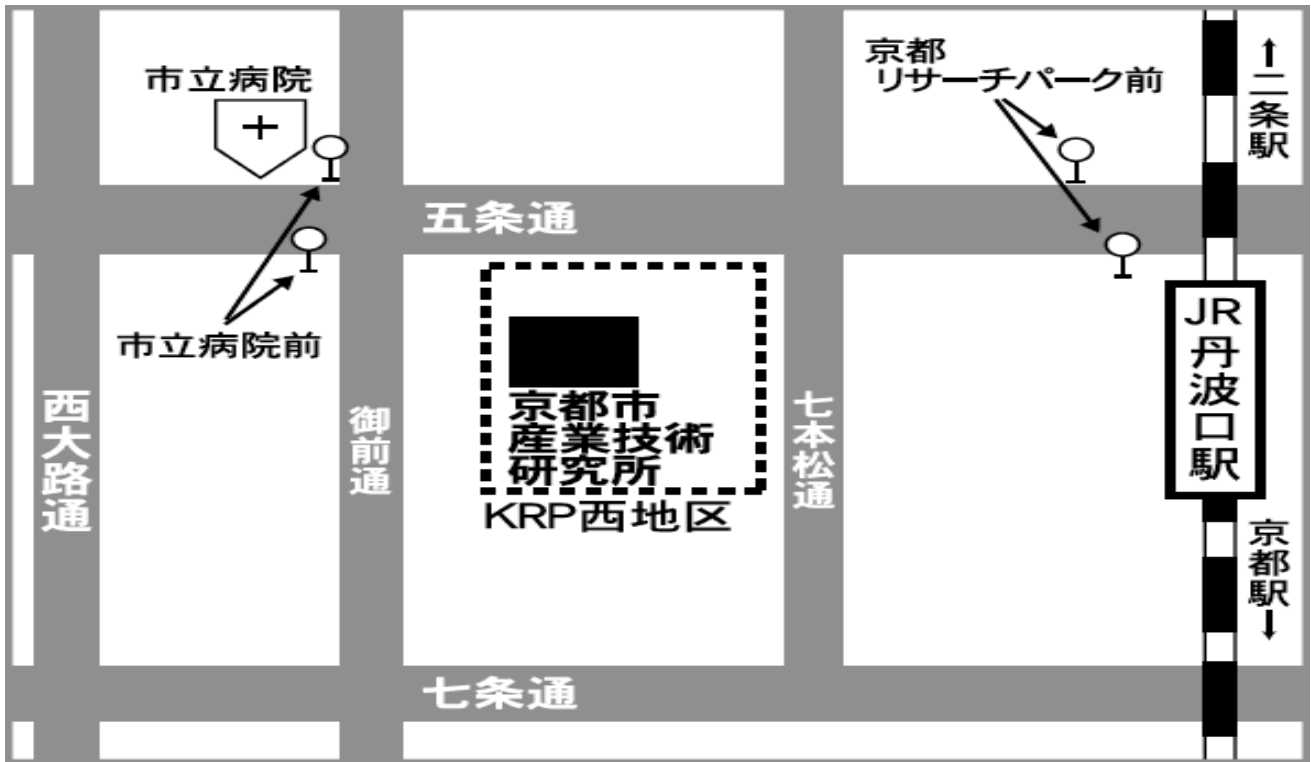 市立病院
京都
リサーチパーク前
↑二条駅
五条通
市立病院前
JR丹波口駅
西大路通
御前通
京都市
産業技術
研究所
七本松通
KRP西地区
京都駅↓
七条通